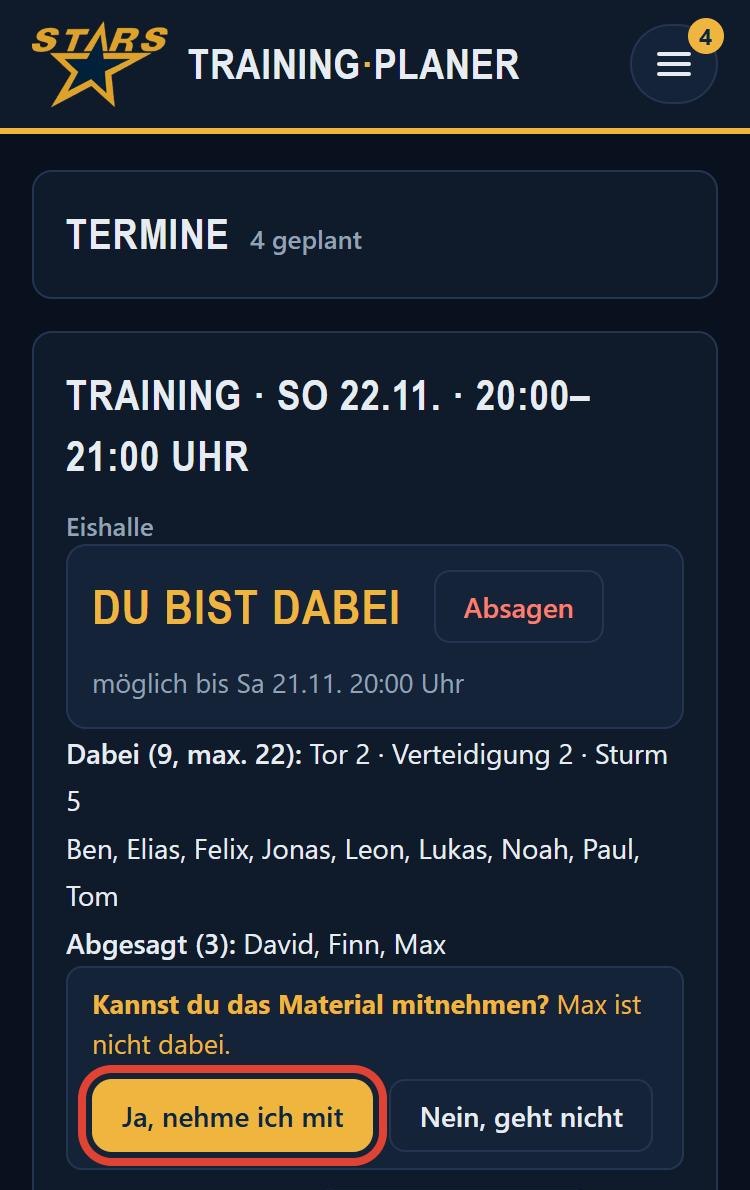 STARS
TRAINING·PLANER
4
TERMINE 4 geplant
TRAINING · SO 22.11. · 20:00–
21:00 UHR
Eishalle
DU BIST DABEI Absagen
möglich bis Sa 21.11. 20:00 Uhr
Dabei (9, max. 22): Tor 2 · Verteidigung 2 · Sturm
5
Ben, Elias, Felix, Jonas, Leon, Lukas, Noah, Paul,
Tom
Abgesagt (3): David, Finn, Max
Kannst du das Material mitnehmen? Max ist
nicht dabei.
Ja, nehme ich mit Nein, geht nicht